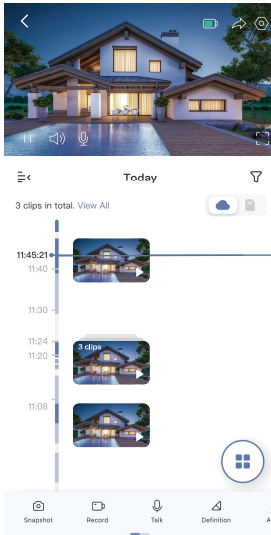 Today
3 clips in total. View All
11:45:21
11:40
11:30
11:24
3 clips
11:20
11:08
Snapshot
Record
Talk
Definition
A